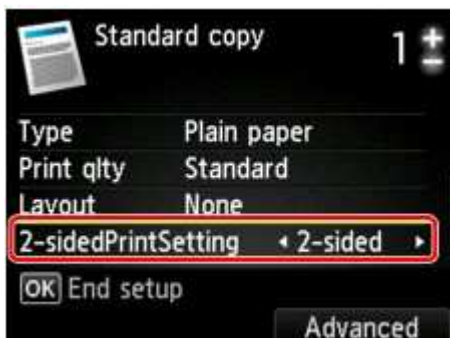 Standard copy 1
Type Plain paper
Print qlty Standard
Layout None
2-sidedPrintSetting 2-sided
OK End setup
Advanced